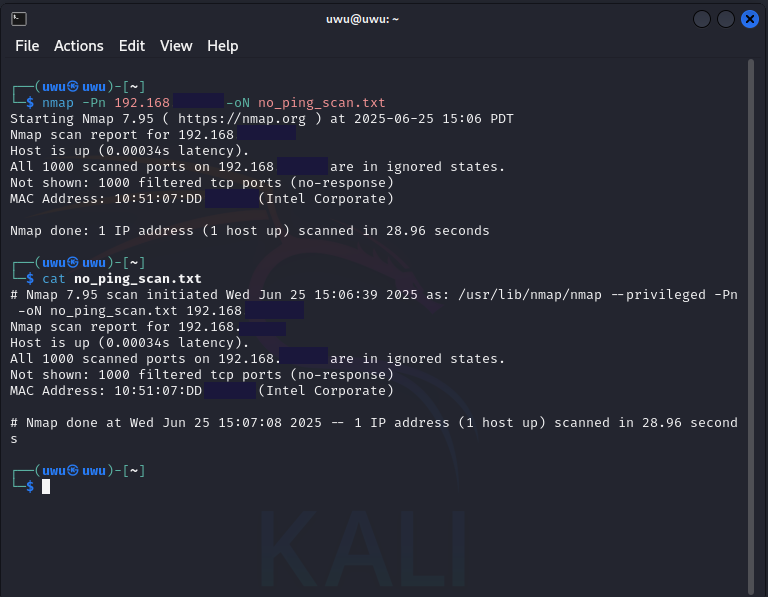 uwu@uwu: ~
File Actions Edit View Help
┌──(uwu㉿uwu)-[~]
└─$ nmap -Pn 192.168 -oN no_ping_scan.txt
Starting Nmap 7.95 ( https://nmap.org ) at 2025-06-25 15:06 PDT
Nmap scan report for 192.168
Host is up (0.00034s latency).
All 1000 scanned ports on 192.168 are in ignored states.
Not shown: 1000 filtered tcp ports (no-response)
MAC Address: 10:51:07:DD (Intel Corporate)
Nmap done: 1 IP address (1 host up) scanned in 28.96 seconds
┌──(uwu㉿uwu)-[~]
└─$ cat no_ping_scan.txt
# Nmap 7.95 scan initiated Wed Jun 25 15:06:39 2025 as: /usr/lib/nmap/nmap --privileged -Pn
-oN no_ping_scan.txt 192.168
Nmap scan report for 192.168.
Host is up (0.00034s latency).
All 1000 scanned ports on 192.168. are in ignored states.
Not shown: 1000 filtered tcp ports (no-response)
MAC Address: 10:51:07:DD (Intel Corporate)
# Nmap done at Wed Jun 25 15:07:08 2025 -- 1 IP address (1 host up) scanned in 28.96 second
s
┌──(uwu㉿uwu)-[~]
└─$
KALI